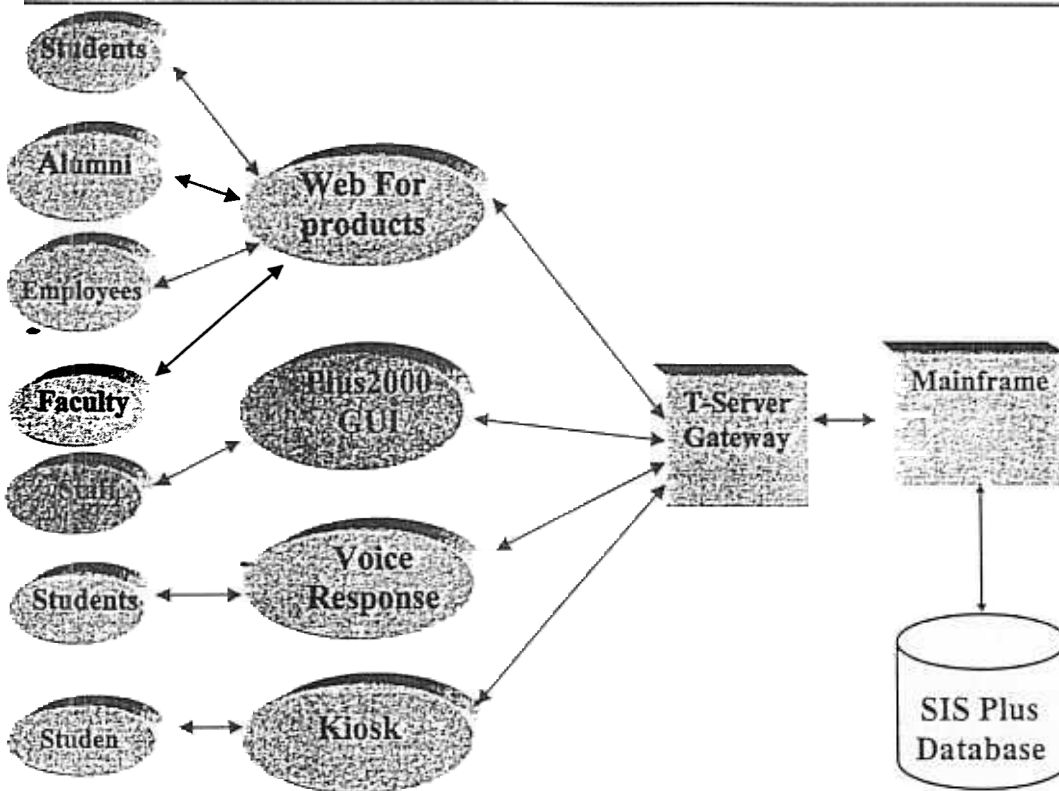 Students
Alumni
Employees
Faculty
Staff
Students
Studen
Web For
products
Plus2000
GUI
Voice
Response
Kiosk
T-Server
Gateway
Mainframe
SIS Plus
Database